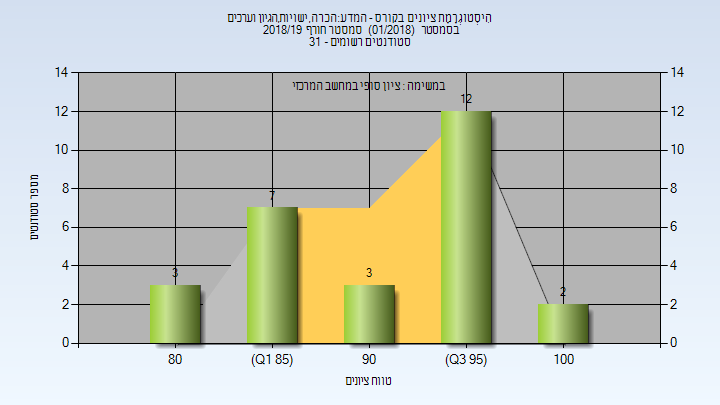 היסטוגרמת ציונים בקורס - המדע:הכרה,ישויות,הגיון וערכים
בסמסטר (01/2018) סמסטר חורף 2018/19
סטודנטים רשומים - 31
במשימה : ציון סופי במחשב המרכזי
14 14
12 12
10 10
8 8
6 6
4 4
2 2
0 0
3
7
3
12
2
מספר סטודנטים
80 (Q1 85) 90 (Q3 95) 100
טווח ציונים